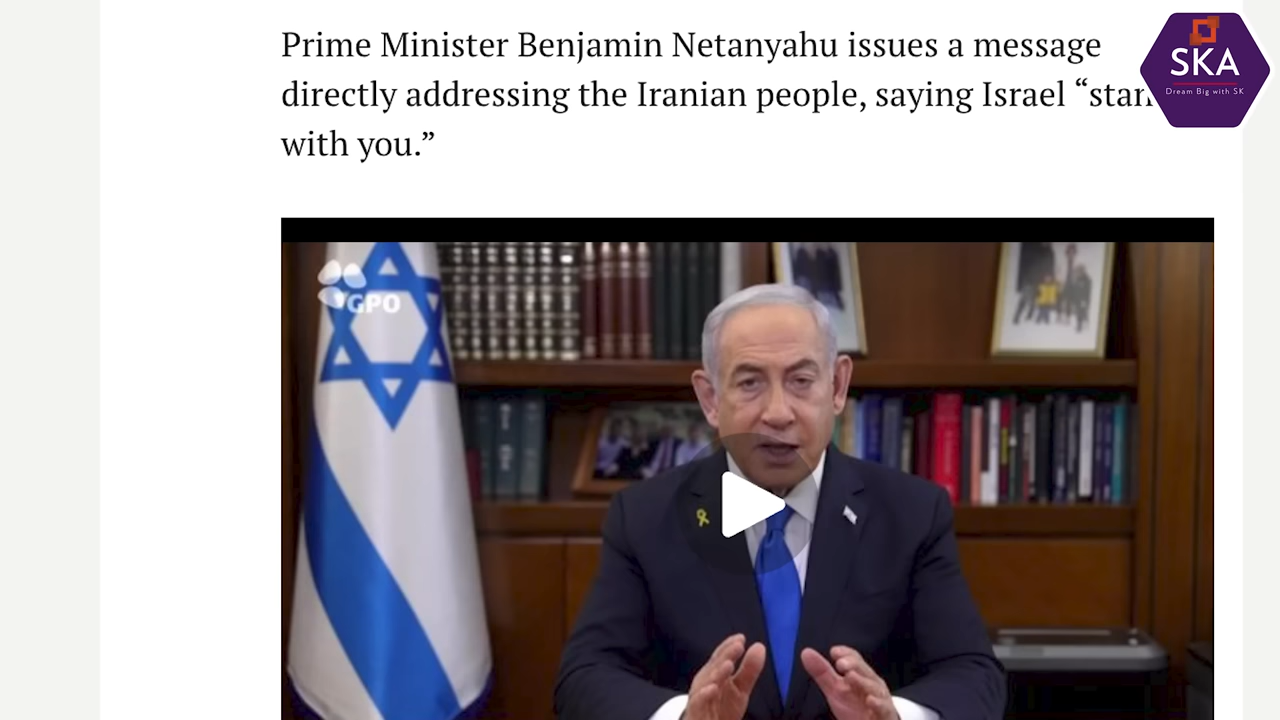 Prime Minister Benjamin Netanyahu issues a message
directly addressing the Iranian people, saying Israel “stan
with you.”
SKA
Dream Big with SK
GPO